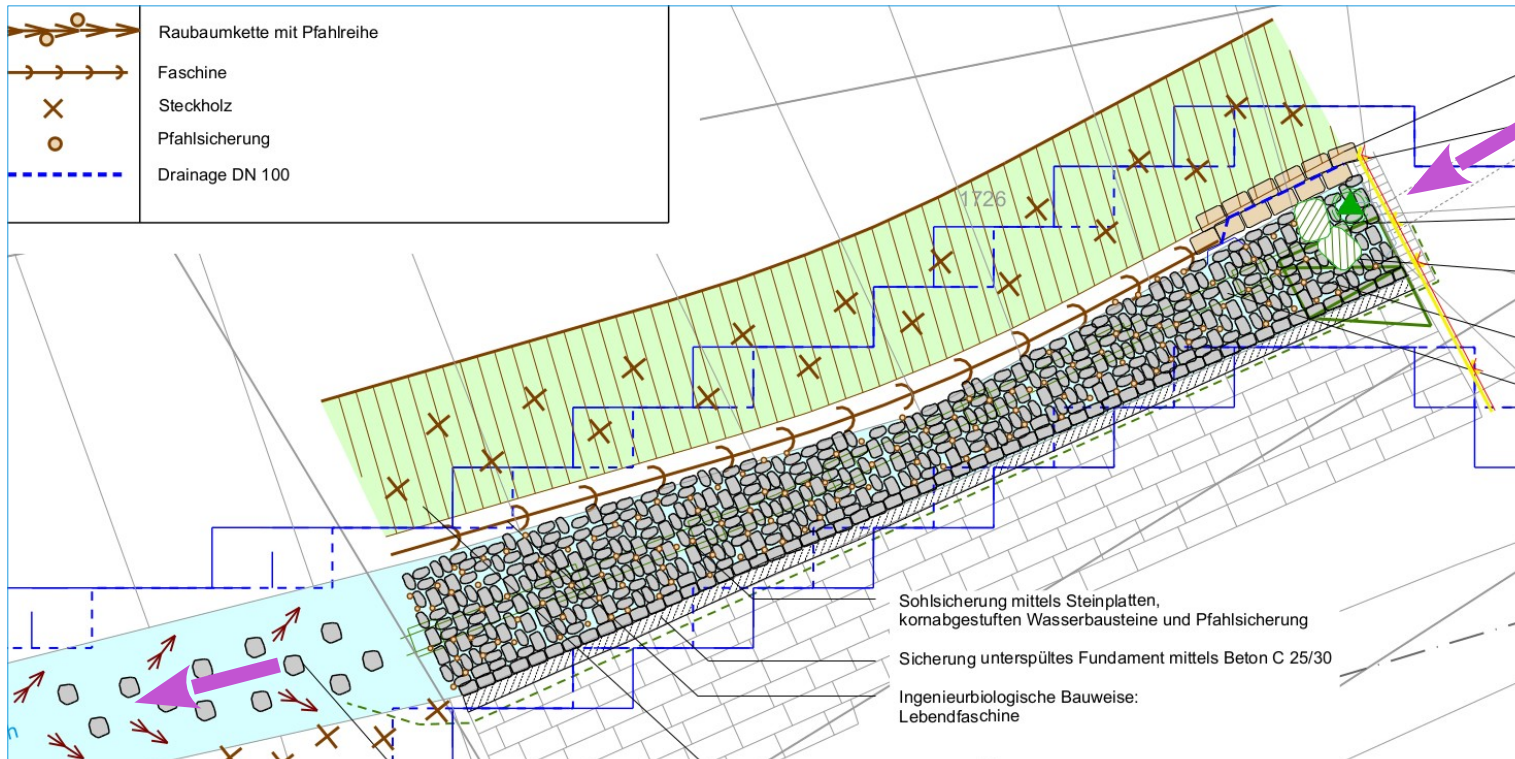 Raubaumkette mit Pfahlreihe
Faschine
Steckholz
Pfahlsicherung
Drainage DN 100
1726
Sohlsicherung mittels Steinplatten,
kornabgestuften Wasserbausteine und Pfahlsicherung
Sicherung unterspültes Fundament mittels Beton C 25/30
Ingenieurbiologische Bauweise:
Lebendfaschine
n